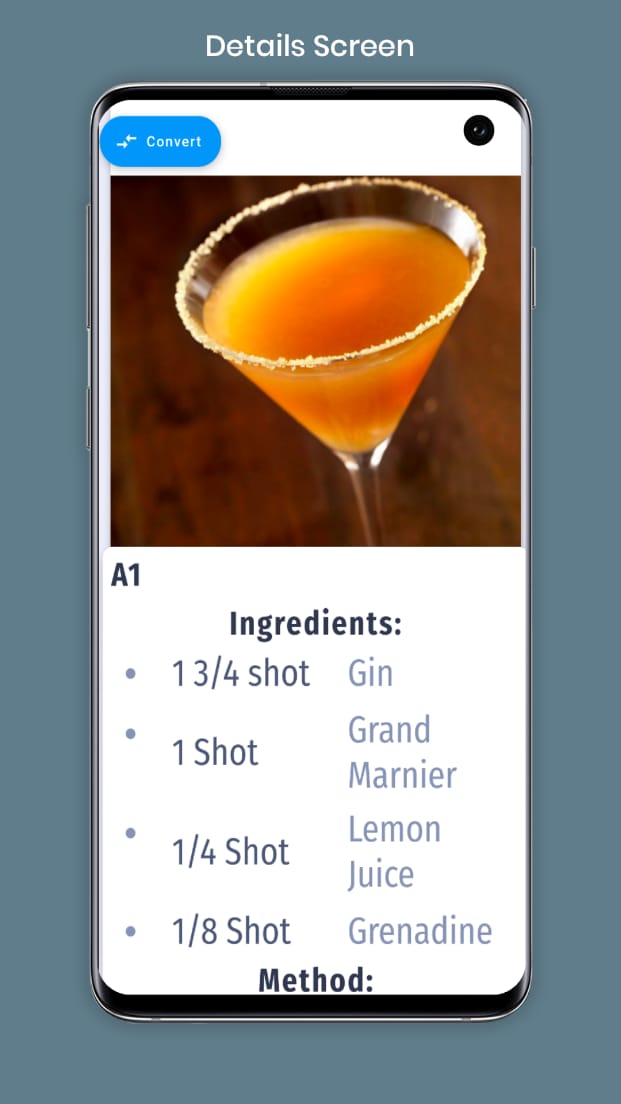 Details Screen
Convert
A1
Ingredients:
1 3/4 shot Gin
1 Shot Grand
Marnier
1/4 Shot Lemon
Juice
1/8 Shot Grenadine
Method: